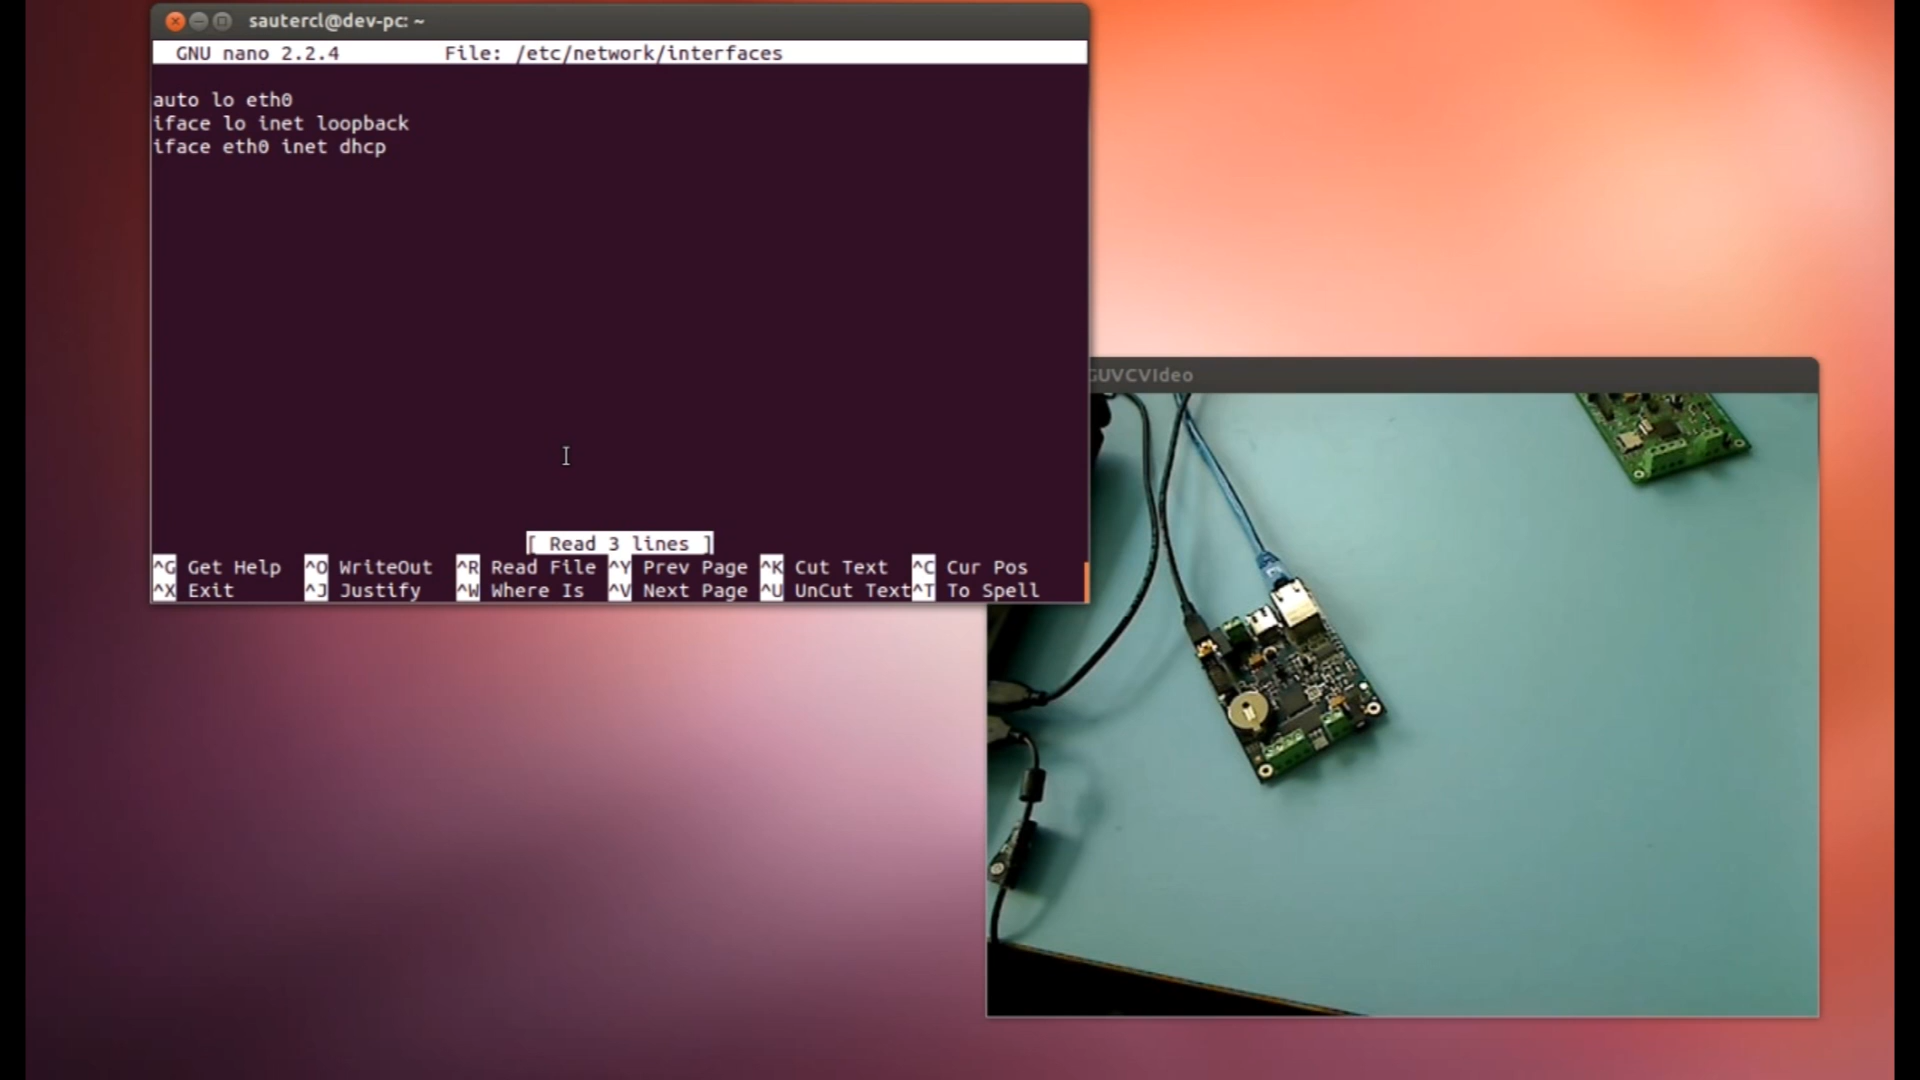 sautercl@dev-pc: ~
GNU nano 2.2.4 File: /etc/network/interfaces
auto lo eth0
iface lo inet loopback
iface eth0 inet dhcp
[ Read 3 lines ]
^G Get Help ^O WriteOut ^R Read File ^Y Prev Page ^K Cut Text ^C Cur Pos
^X Exit ^J Justify ^W Where Is ^V Next Page ^U UnCut Text ^T To Spell
GUVCVIdeo